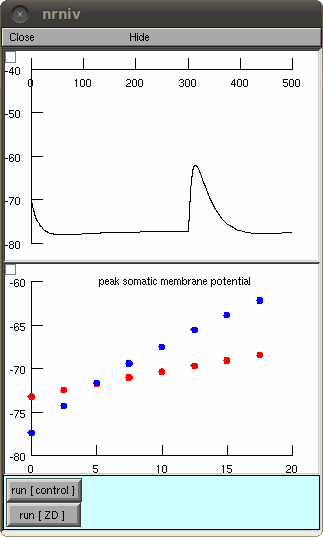 nrniv
Close Hide
-40
0 100 200 300 400 500
-50
-60
-70
-80
-60 peak somatic membrane potential
-65
-70
-75
-80
0 5 10 15 20
run [ control ]
run [ ZD ]